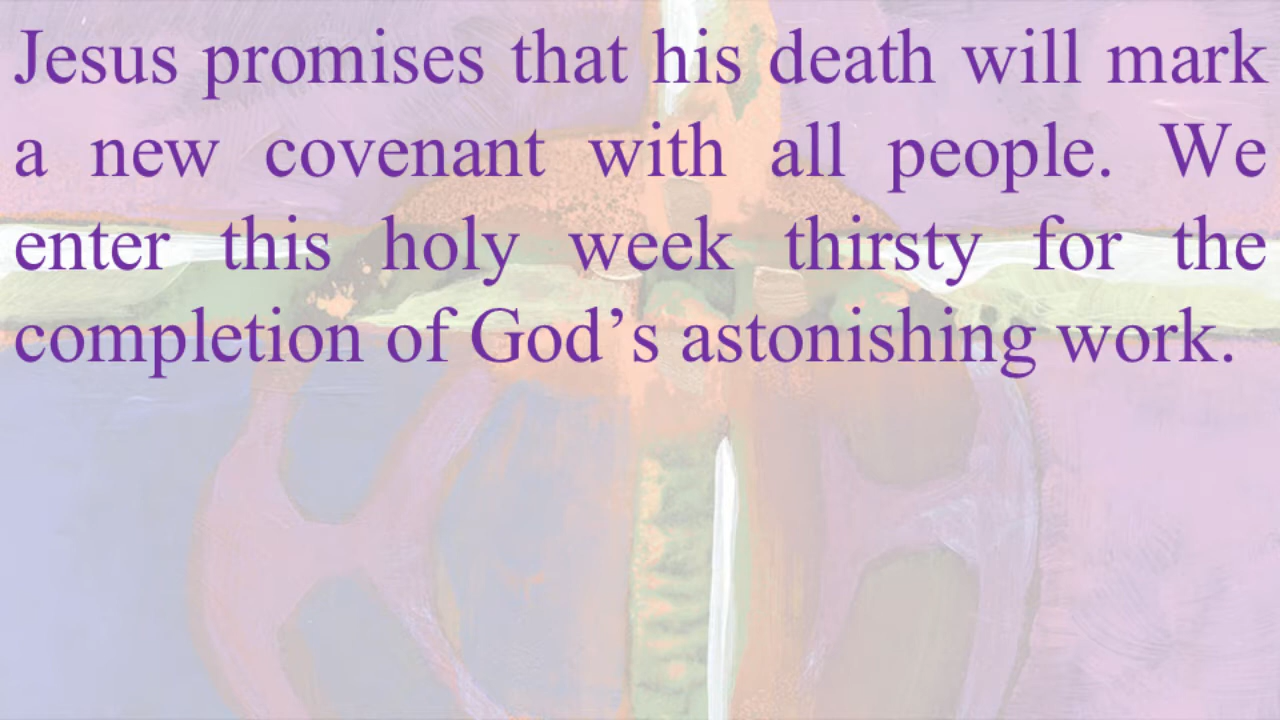 Jesus promises that his death will mark
a new covenant with all people. We
enter this holy week thirsty for the
completion of God’s astonishing work.